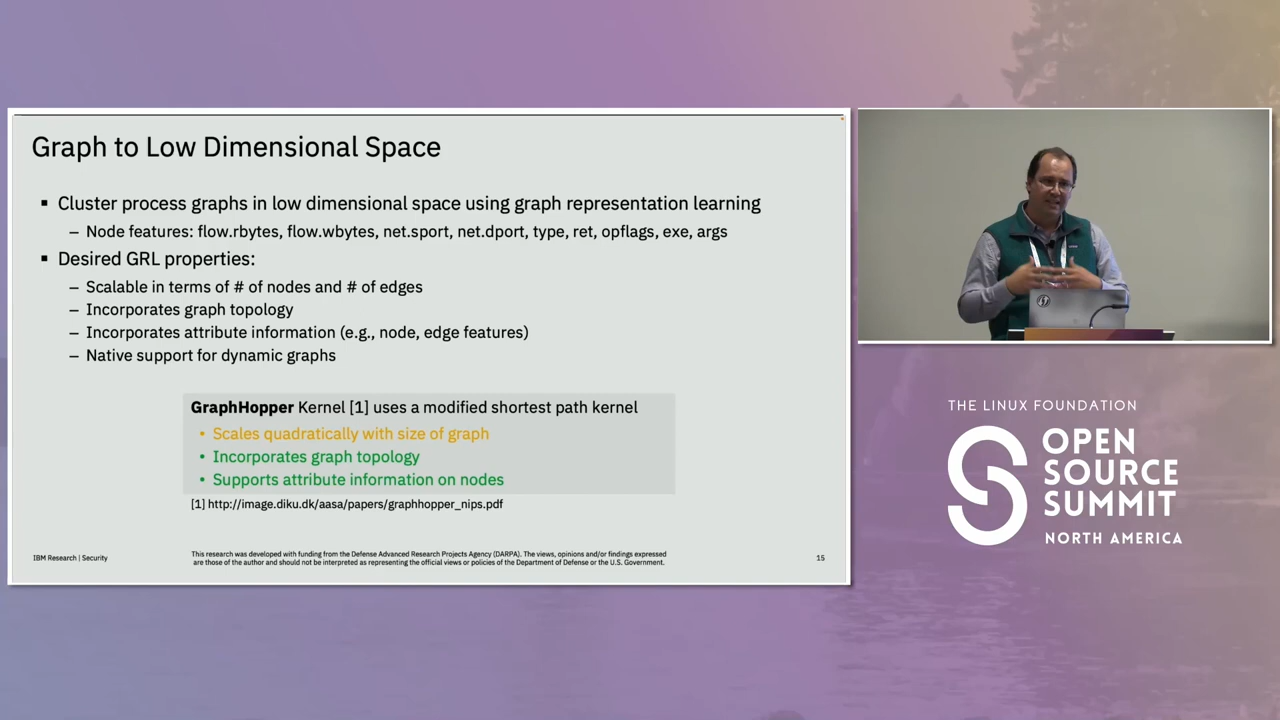 Graph to Low Dimensional Space
▪ Cluster process graphs in low dimensional space using graph representation learning
– Node features: flow.rbytes, flow.wbytes, net.sport, net.dport, type, ret, opflags, exe, args
▪ Desired GRL properties:
– Scalable in terms of # of nodes and # of edges
– Incorporates graph topology
– Incorporates attribute information (e.g., node, edge features)
– Native support for dynamic graphs
GraphHopper Kernel [1] uses a modified shortest path kernel
• Scales quadratically with size of graph
• Incorporates graph topology
• Supports attribute information on nodes
[1] http://image.diku.dk/aasa/papers/graphhopper_nips.pdf
IBM Research | Security
This research was developed with funding from the Defense Advanced Research Projects Agency (DARPA). The views, opinions and/or findings expressed
are those of the author and should not be interpreted as representing the official views or policies of the Department of Defense or the U.S. Government.
15
THE LINUX FOUNDATION
OPEN
SOURCE
SUMMIT
NORTH AMERICA